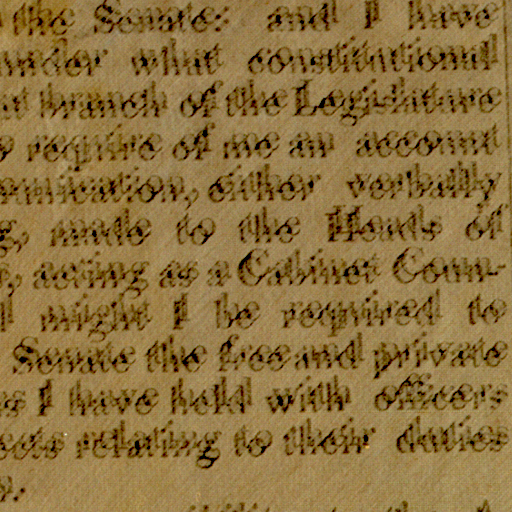 the Senate: and I have
under what constitutional
at branch of the Legislature
o require of me an account
munication, either verbally
g, made to the Heads of
s, acting as a Cabinet Coun-
l might I be required to
Senate the free and private
as I have held with officers
ects relating to their duties